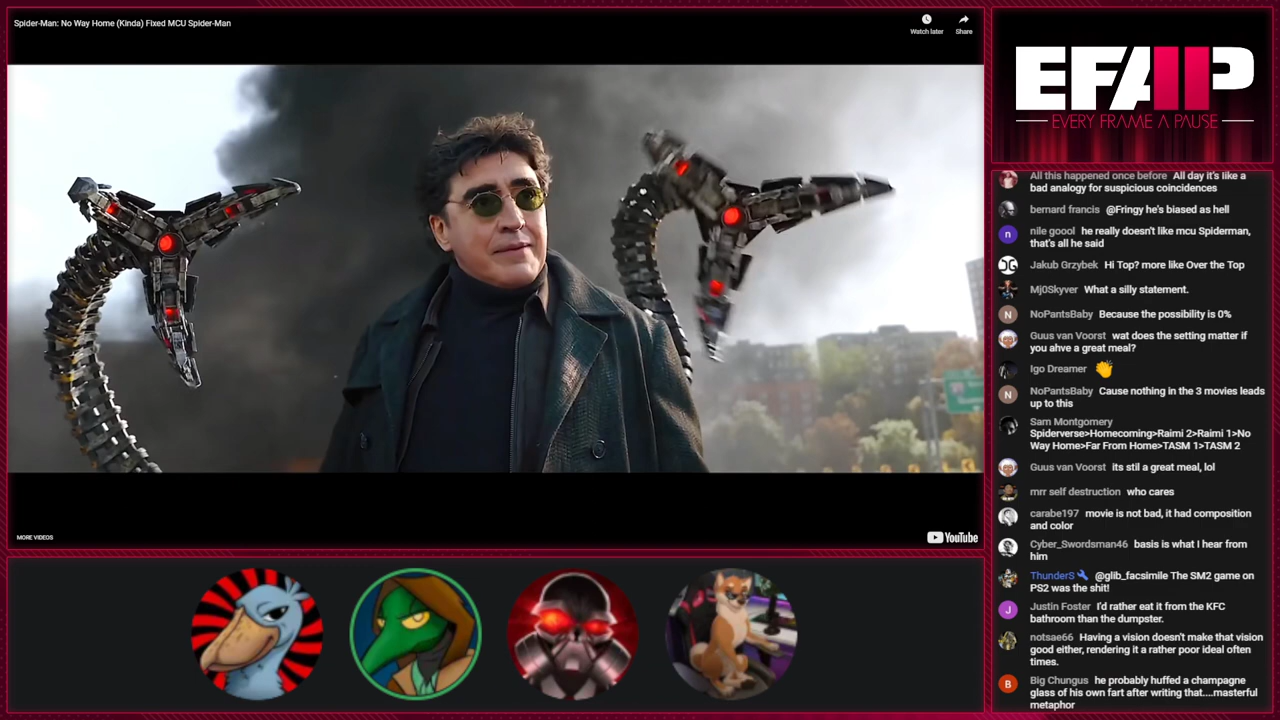 Spider-Man: No Way Home (Kinda) Fixed MCU Spider-Man
Watch later
Share
MORE VIDEOS
YouTube
EFAP
EVERY FRAME A PAUSE
All this happened once before All day it's like a
bad analogy for suspicious coincidences
bernard francis @Fringy he's biased as hell
n
nile goool he really doesn't like mcu Spiderman,
that's all he said
Jakub Grzybek Hi Top? more like Over the Top
Mj0Skyver What a silly statement.
N
NoPantsBaby Because the possibility is 0%
Guus van Voorst wat does the setting matter if
you ahve a great meal?
Igo Dreamer 👏
N
NoPantsBaby Cause nothing in the 3 movies leads
up to this
Sam Montgomery
Spiderverse>Homecoming>Raimi 2>Raimi 1>No
Way Home>Far From Home>TASM 1>TASM 2
Guus van Voorst its stil a great meal, lol
mrr self destruction who cares
carabe197 movie is not bad, it had composition
and color
Cyber_Swordsman46 basis is what I hear from
him
ThunderS🔧 @glib_facsimile The SM2 game on
PS2 was the shit!
J
Justin Foster I'd rather eat it from the KFC
bathroom than the dumpster.
notsae66 Having a vision doesn't make that vision
good either, rendering it a rather poor ideal often
times.
B
Big Chungus he probably huffed a champagne
glass of his own fart after writing that....masterful
metaphor